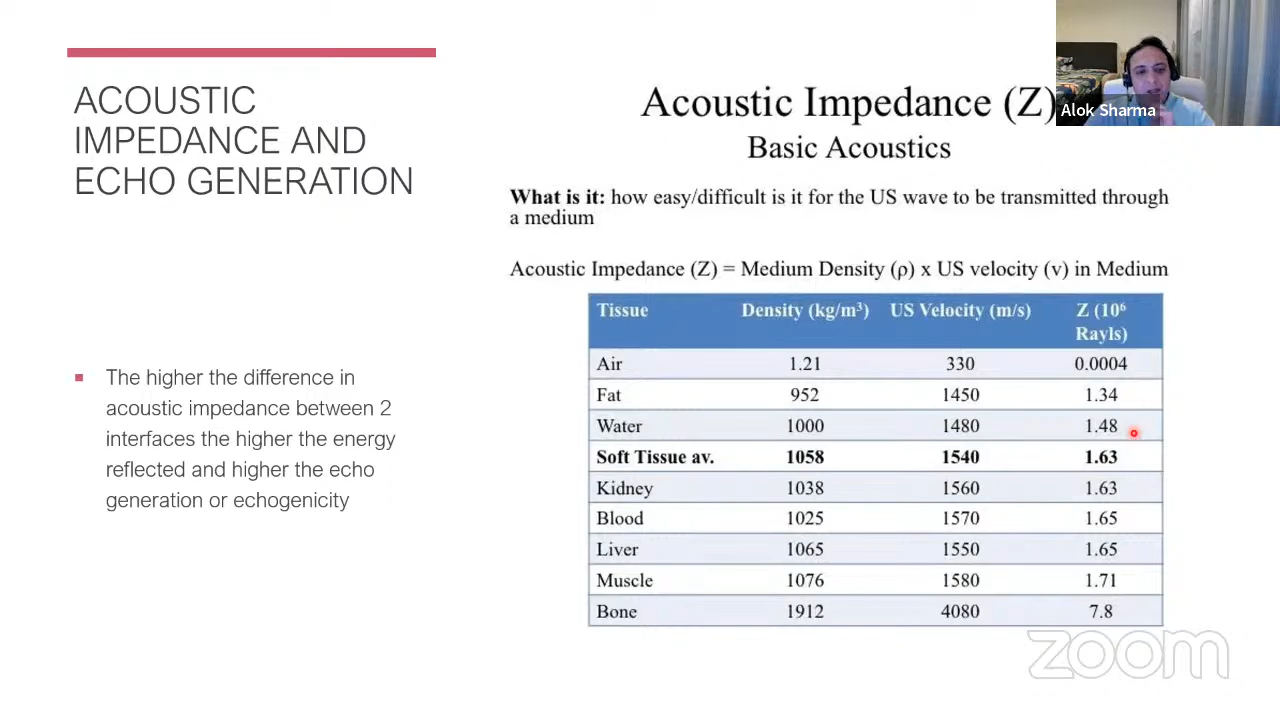 ACOUSTIC
IMPEDANCE AND
ECHO GENERATION
The higher the difference in
acoustic impedance between 2
interfaces the higher the energy
reflected and higher the echo
generation or echogenicity
Acoustic Impedance (Z)
Basic Acoustics
What is it: how easy/difficult is it for the US wave to be transmitted through
a medium
Acoustic Impedance (Z) = Medium Density (ρ) x US velocity (v) in Medium
Tissue Density (kg/m³) US Velocity (m/s) Z (10⁶
Rayls)
Air 1.21 330 0.0004
Fat 952 1450 1.34
Water 1000 1480 1.48
Soft Tissue av. 1058 1540 1.63
Kidney 1038 1560 1.63
Blood 1025 1570 1.65
Liver 1065 1550 1.65
Muscle 1076 1580 1.71
Bone 1912 4080 7.8
Alok Sharma
zoom